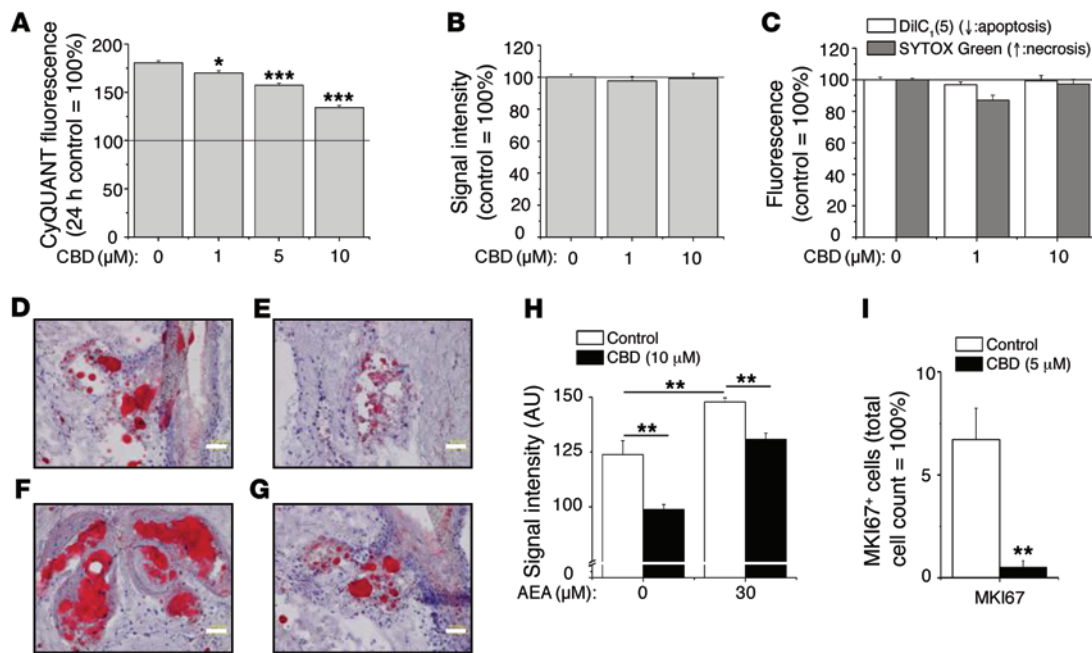 A
CyQUANT fluorescence
(24 h control = 100%)
200
150
100
50
0
***
***
*
CBD (µM): 0 1 5 10
B
Signal intensity
(control = 100%)
120
100
80
60
40
20
0
CBD (µM): 0 1 10
C
DilC1(5) (↓:apoptosis)
SYTOX Green (↑:necrosis)
Fluorescence
(control = 100%)
120
100
80
60
40
20
0
CBD (µM): 0 1 10
D
E
F
G
H
Control
CBD (10 µM)
Signal intensity (AU)
150
125
100
0
**
**
**
AEA (µM): 0 30
I
Control
CBD (5 µM)
MKI67+ cells (total
cell count = 100%)
10
5
0
**
MKI67